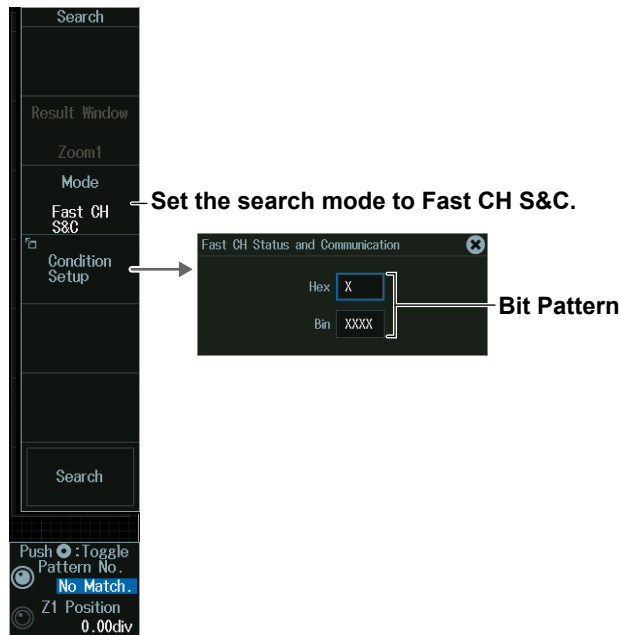 Search
Result Window
Zoom1
Mode
Fast CH
S&C
Set the search mode to Fast CH S&C.
Condition
Setup
Fast CH Status and Communication
Hex X
Bin XXXX
Bit Pattern
Search
Push :Toggle
Pattern No.
No Match.
Z1 Position
0.00div